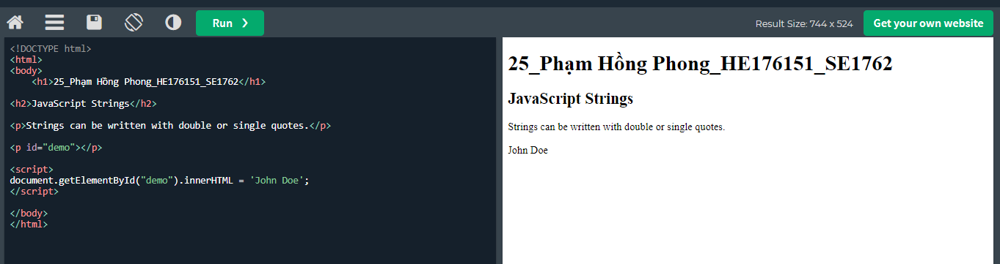 Run ❯
Result Size: 744 x 524
Get your own website
<!DOCTYPE html>
<html>
<body>
    <h1>25_Phạm Hồng Phong_HE176151_SE1762</h1>
<h2>JavaScript Strings</h2>
<p>Strings can be written with double or single quotes.</p>
<p id="demo"></p>
<script>
document.getElementById("demo").innerHTML = 'John Doe';
</script>
</body>
</html>
25_Phạm Hồng Phong_HE176151_SE1762
JavaScript Strings
Strings can be written with double or single quotes.
John Doe